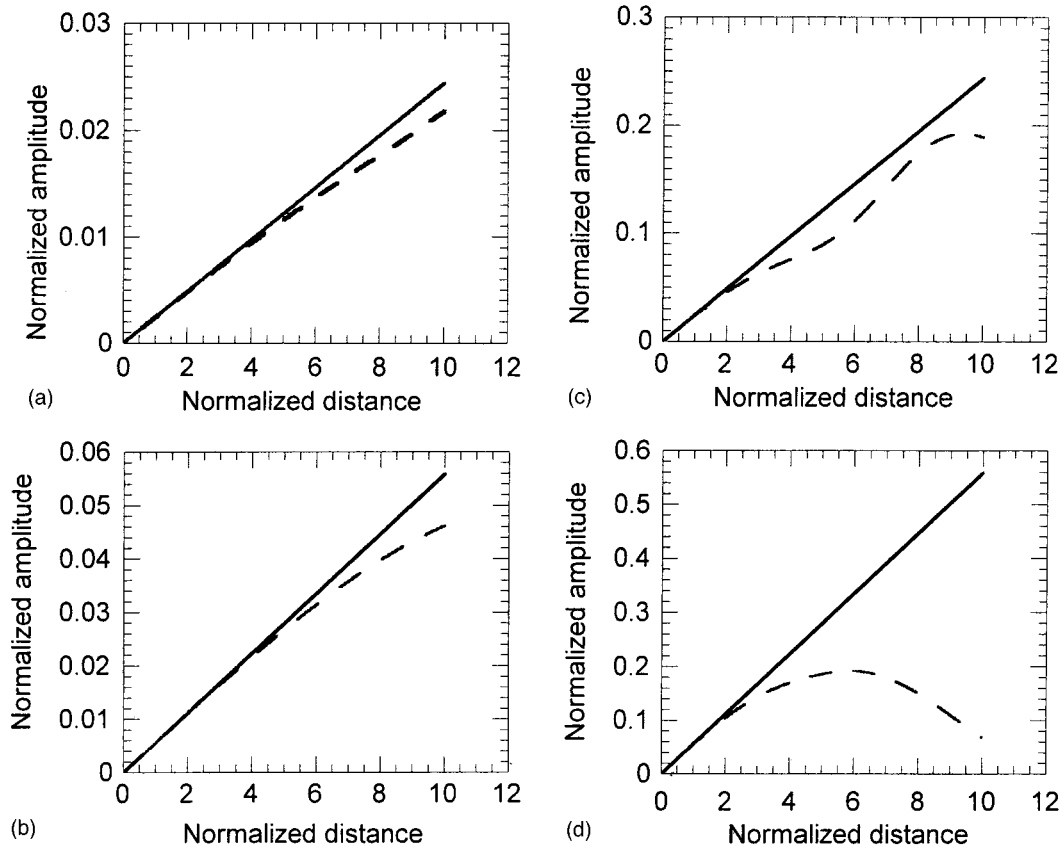 0.03
0.02
0.01
0
0 2 4 6 8 10 12
Normalized amplitude
Normalized distance
(a)
0.3
0.2
0.1
0
0 2 4 6 8 10 12
Normalized amplitude
Normalized distance
(c)
0.06
0.05
0.04
0.03
0.02
0.01
0
0 2 4 6 8 10 12
Normalized amplitude
Normalized distance
(b)
0.6
0.5
0.4
0.3
0.2
0.1
0
0 2 4 6 8 10 12
Normalized amplitude
Normalized distance
(d)